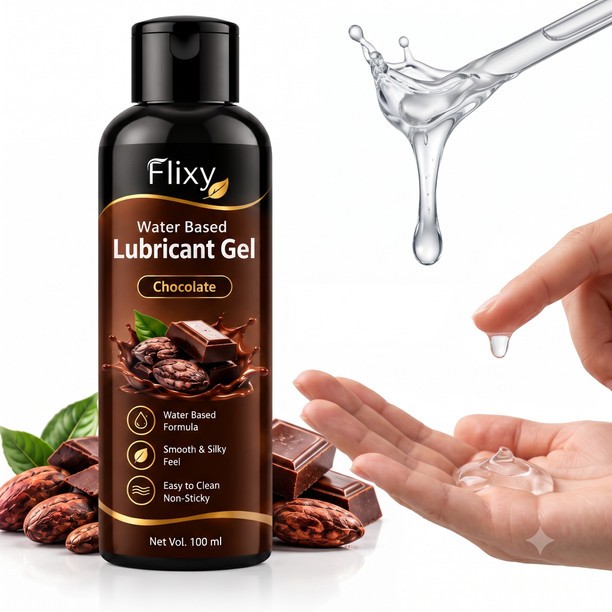 Flixy
Water Based
Lubricant Gel
Chocolate
Water Based
Formula
Smooth & Silky
Feel
Easy to Clean
Non-Sticky
Net Vol. 100 ml